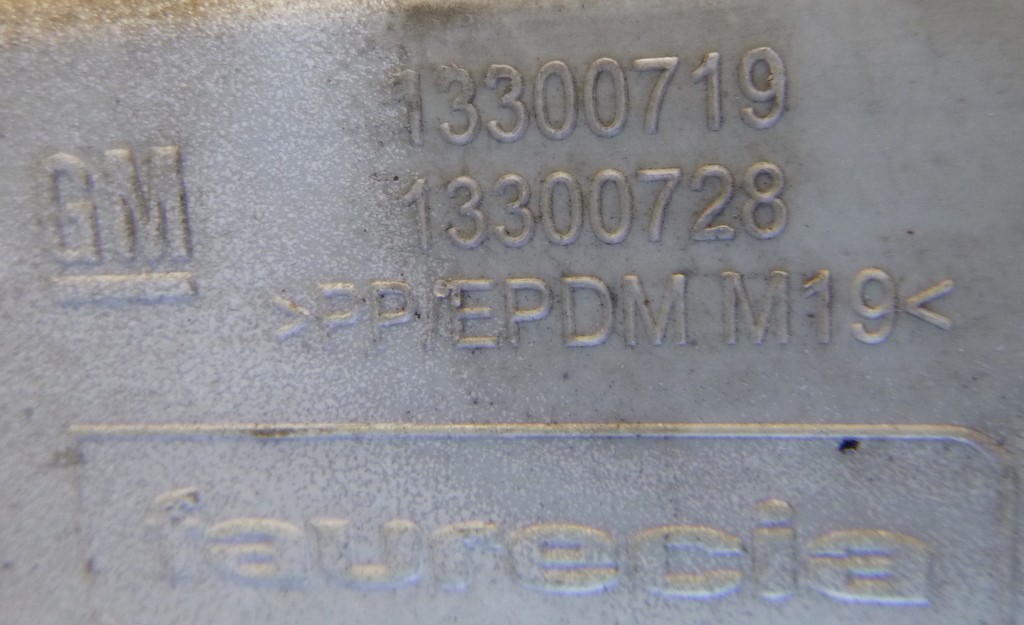 13300719
GM
13300728
>PP/EPDM M19<
faurecia